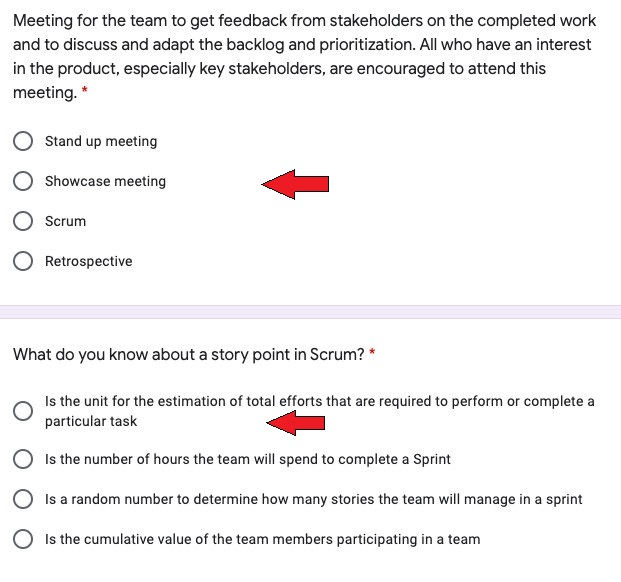 Meeting for the team to get feedback from stakeholders on the completed work
and to discuss and adapt the backlog and prioritization. All who have an interest
in the product, especially key stakeholders, are encouraged to attend this
meeting. *
Stand up meeting
Showcase meeting
Scrum
Retrospective
What do you know about a story point in Scrum? *
Is the unit for the estimation of total efforts that are required to perform or complete a
particular task
Is the number of hours the team will spend to complete a Sprint
Is a random number to determine how many stories the team will manage in a sprint
Is the cumulative value of the team members participating in a team